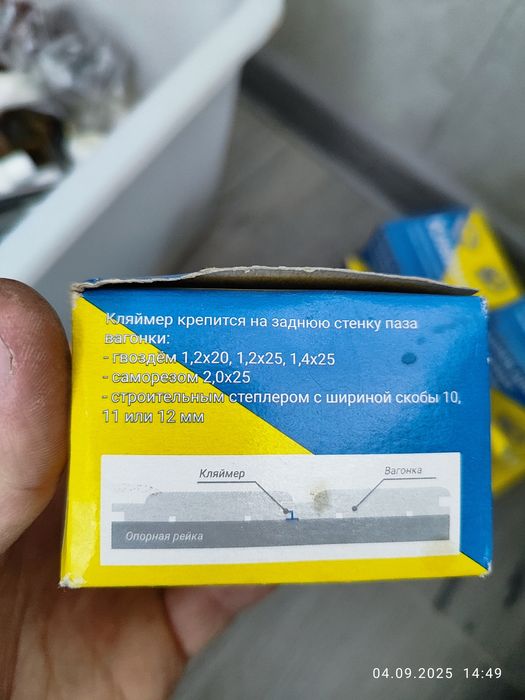 Кляймер крепится на заднюю стенку паза
вагонки:
- гвоздём 1,2х20, 1,2х25, 1,4х25
- саморезом 2,0х25
- строительным степлером с шириной скобы 10,
11 или 12 мм
Кляймер
Вагонка
Опорная рейка
04.09.2025 14:49